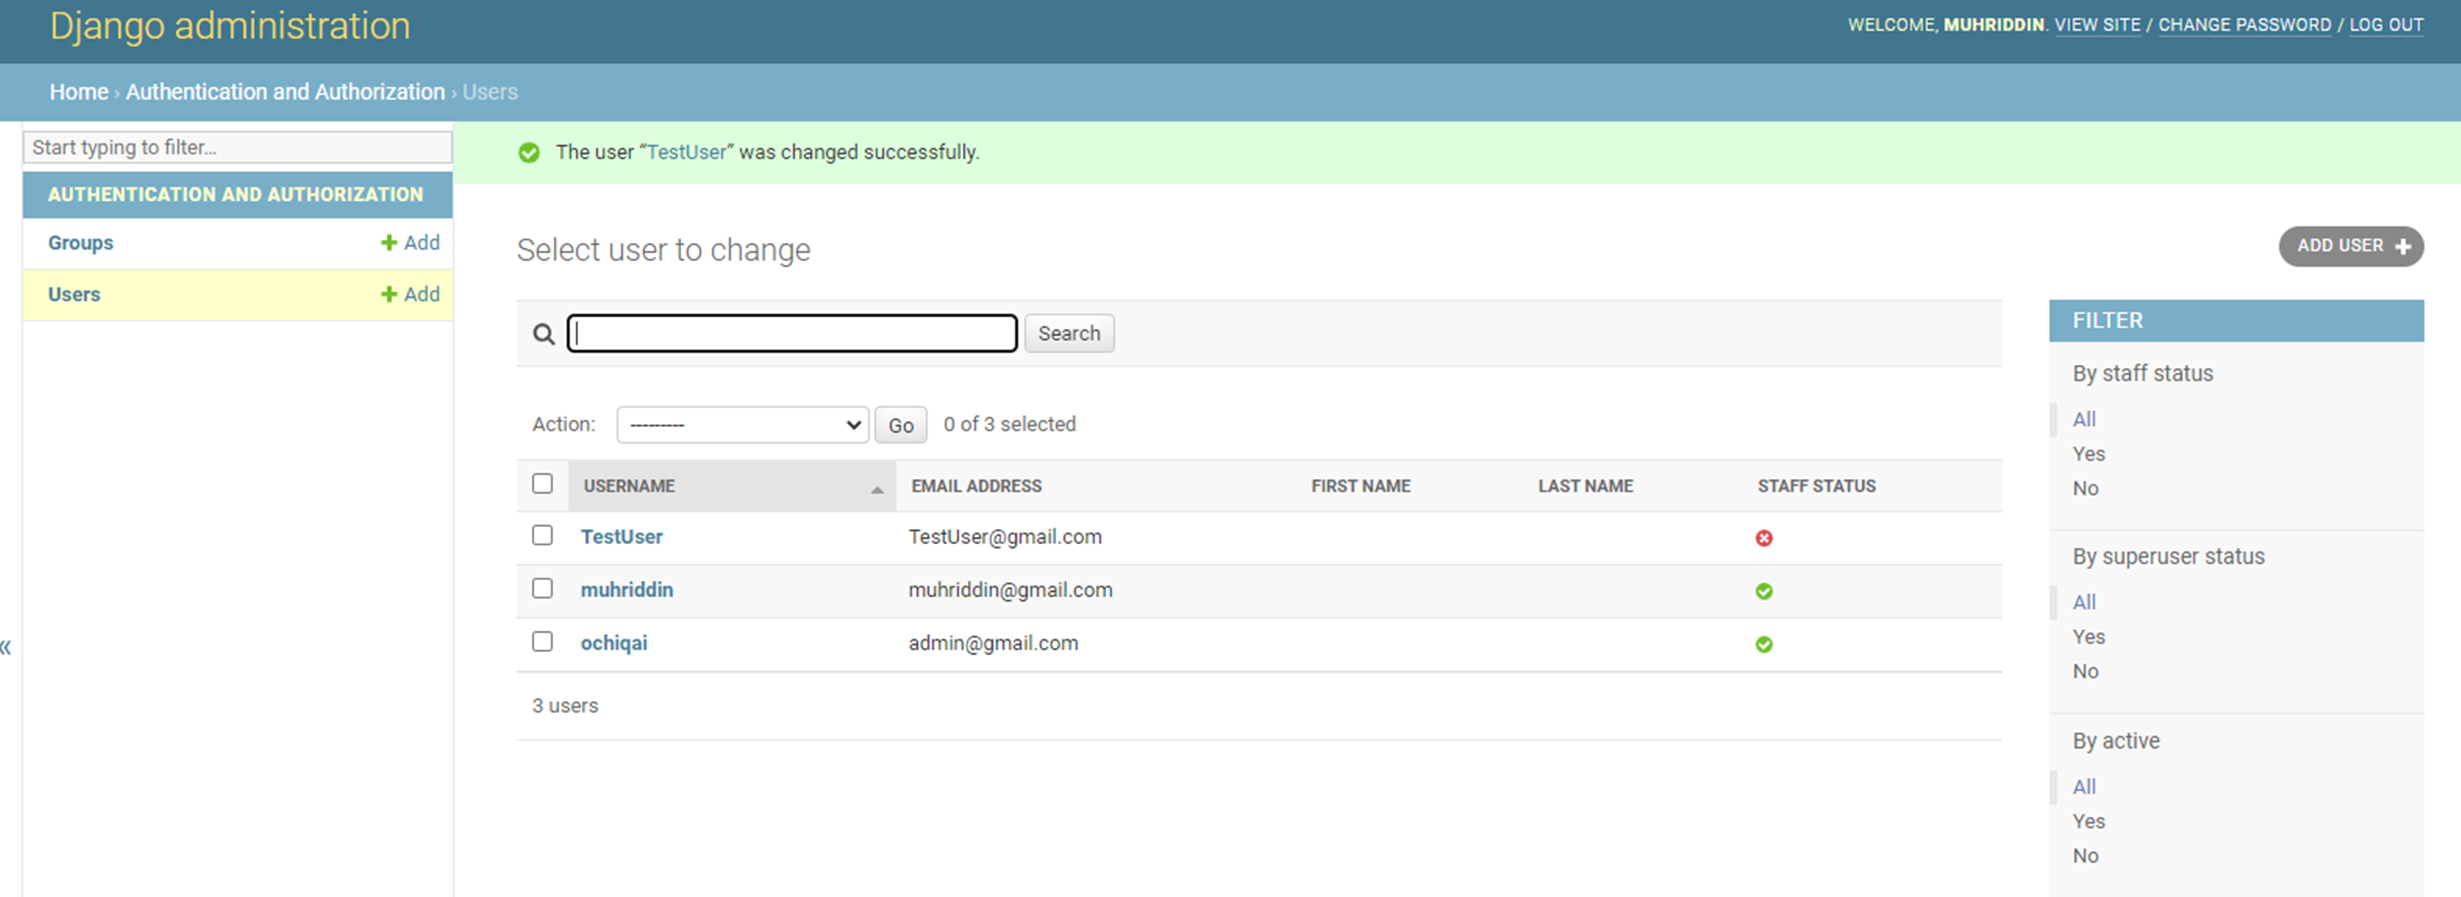 Django administration
WELCOME, MUHRIDDIN. VIEW SITE / CHANGE PASSWORD / LOG OUT
Home › Authentication and Authorization › Users
Start typing to filter...
AUTHENTICATION AND AUTHORIZATION
Groups + Add
Users + Add
«
The user “TestUser” was changed successfully.
Select user to change
ADD USER +
Search
Action: --------- Go 0 of 3 selected
USERNAME EMAIL ADDRESS FIRST NAME LAST NAME STAFF STATUS
TestUser TestUser@gmail.com
muhriddin muhriddin@gmail.com
ochiqai admin@gmail.com
3 users
FILTER
By staff status
All
Yes
No
By superuser status
All
Yes
No
By active
All
Yes
No